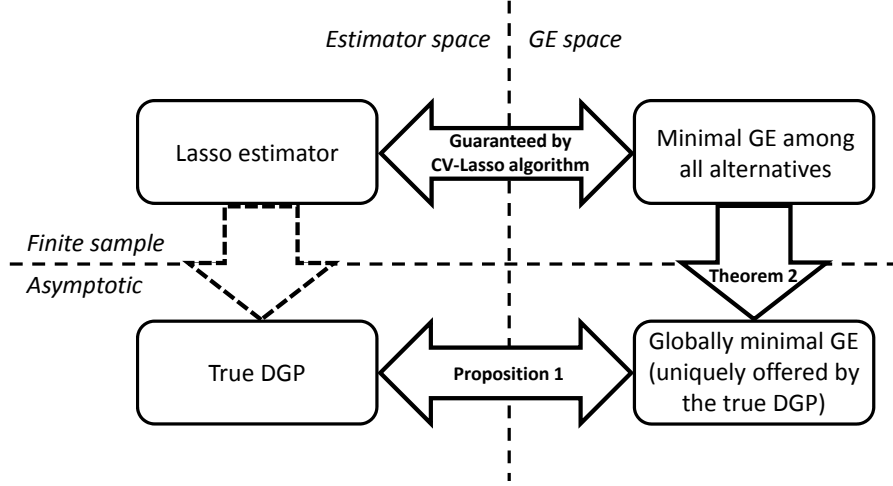 Estimator space
GE space
Lasso estimator
Guaranteed by
CV-Lasso algorithm
Minimal GE among
all alternatives
Finite sample
Asymptotic
Theorem 2
True DGP
Proposition 1
Globally minimal GE
(uniquely offered by
the true DGP)